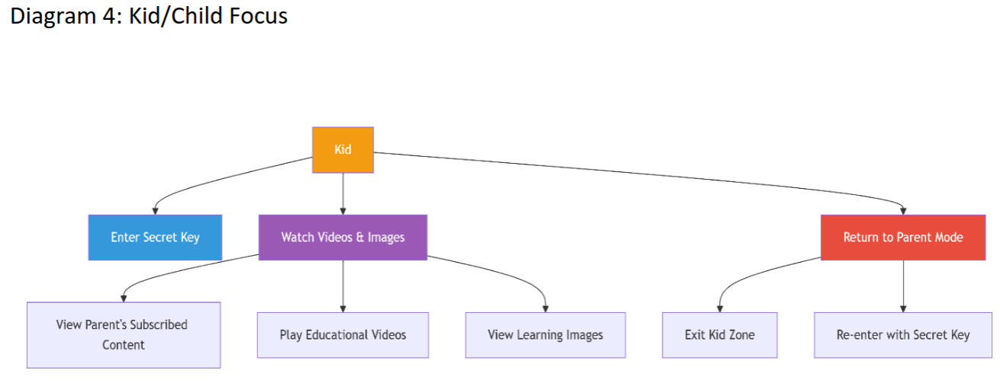 Diagram 4: Kid/Child Focus
Kid
Enter Secret Key
Watch Videos & Images
Return to Parent Mode
View Parent's Subscribed
Content
Play Educational Videos
View Learning Images
Exit Kid Zone
Re-enter with Secret Key